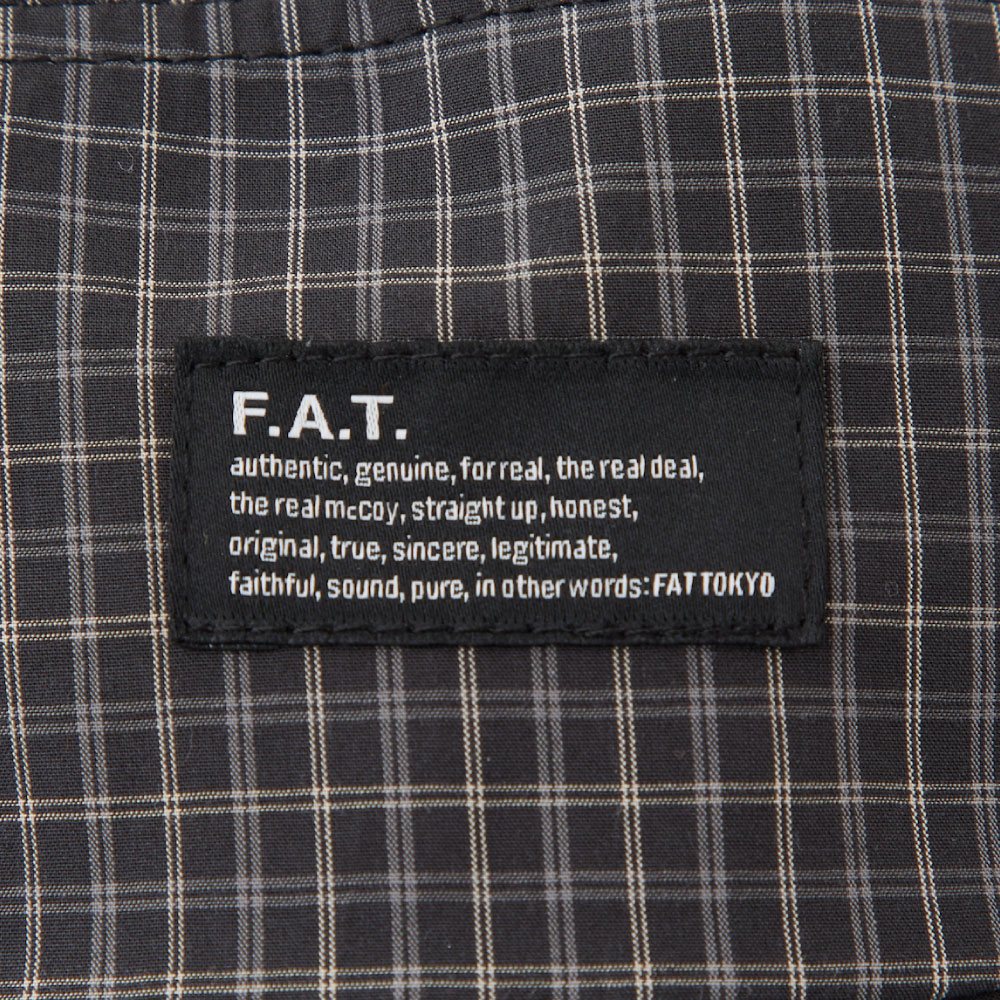 F.A.T.
authentic, genuine, for real, the real deal,
the real mccoy, straight up, honest,
original, true, sincere, legitimate,
faithful, sound, pure, in other words: FAT TOKYO